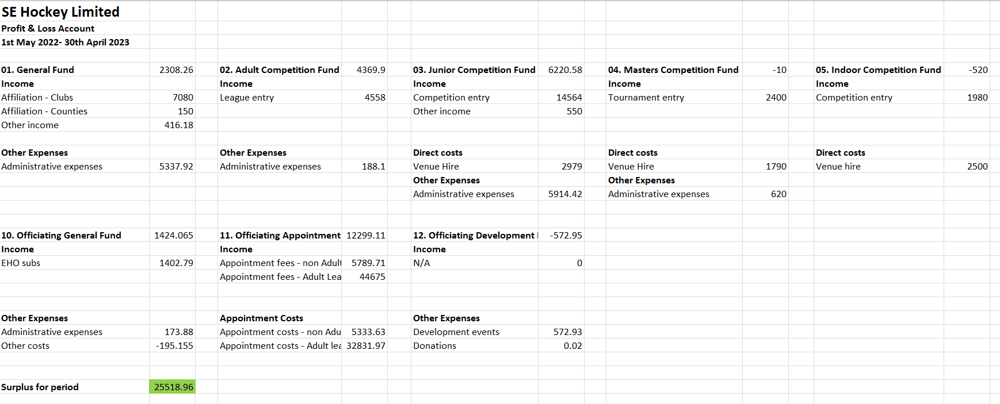 SE Hockey Limited
Profit & Loss Account
1st May 2022- 30th April 2023
01. General Fund 2308.26 02. Adult Competition Fund 4369.9 03. Junior Competition Fund 6220.58 04. Masters Competition Fund -10 05. Indoor Competition Fund -520
Income Income Income Income Income
Affiliation - Clubs 7080 League entry 4558 Competition entry 14564 Tournament entry 2400 Competition entry 1980
Affiliation - Counties 150 Other income 550
Other income 416.18
Other Expenses Other Expenses Direct costs Direct costs Direct costs
Administrative expenses 5337.92 Administrative expenses 188.1 Venue Hire 2979 Venue Hire 1790 Venue hire 2500
Other Expenses Other Expenses
Administrative expenses 5914.42 Administrative expenses 620
10. Officiating General Fund 1424.065 11. Officiating Appointment 12299.11 12. Officiating Development -572.95
Income Income Income
EHO subs 1402.79 Appointment fees - non Adult 5789.71 N/A 0
Appointment fees - Adult Lea 44675
Other Expenses Appointment Costs Other Expenses
Administrative expenses 173.88 Appointment costs - non Adu 5333.63 Development events 572.93
Other costs -195.155 Appointment costs - Adult lea 32831.97 Donations 0.02
Surplus for period 25518.96